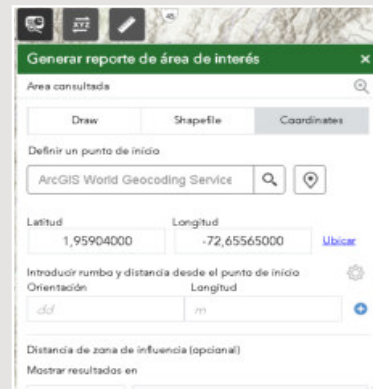 XYZ 45
Generar reporte de área de interés ×
Area consultada
Draw Shapefile Coordinates
Definir un punto de inicio
ArcGIS World Geocoding Service
Latitud Longitud
1,95904000 -72,65565000 Ubicar
Introducir rumbo y distancia desde el punto de inicio
Orientación Longitud
dd m
Distancia de zona de influencia (opcional)
Mostrar resultados en